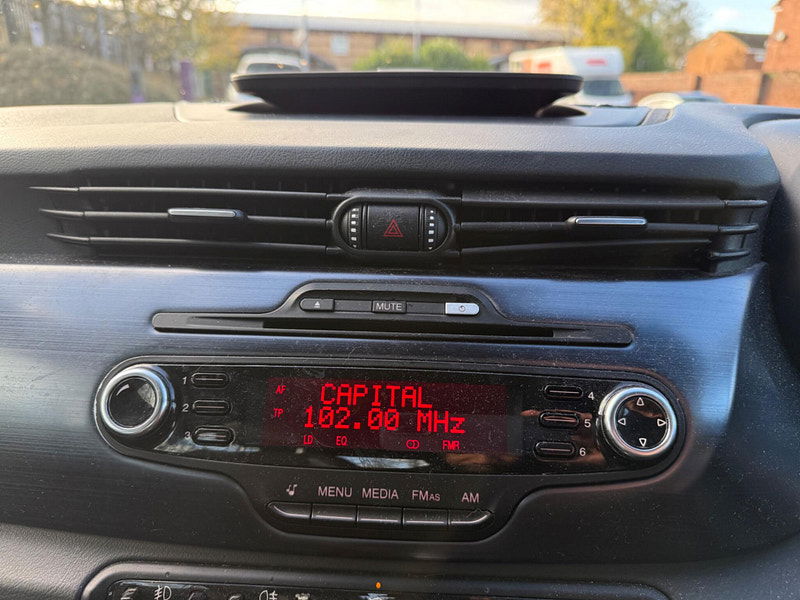 MUTE
1
2
3
AF
CAPITAL
TP
102.00 MHz
LD EQ FMR
4
5
6
MENU MEDIA FMAS AM